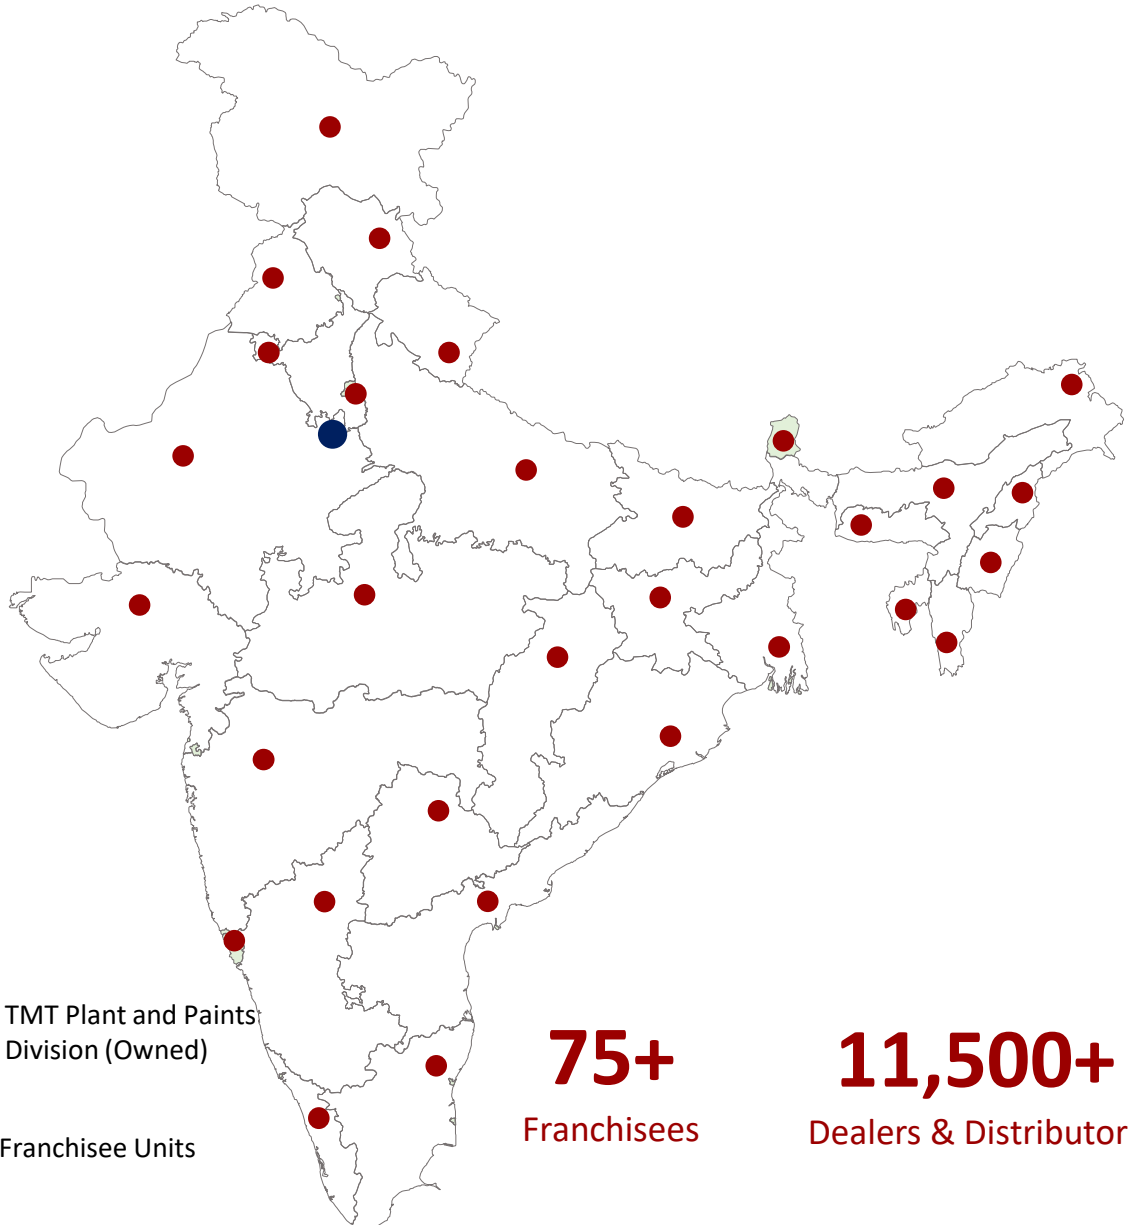 TMT Plant and Paints
Division (Owned)
Franchisee Units
75+
Franchisees
11,500+
Dealers & Distributor